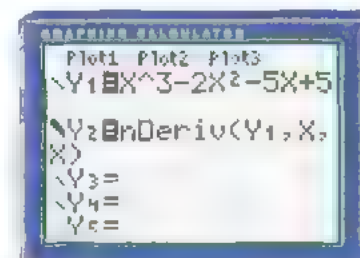 GRAPHING CALCULATOR
Plot1 Plot2 Plot3
\Y₁=X^3-2X²-5X+5
\Y₂=nDeriv(Y₁,X,
X)
\Y₃=
\Y₄=
\Y₅=